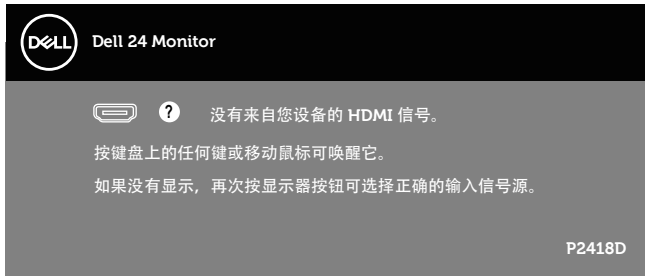 DELL
Dell 24 Monitor
? 没有来自您设备的 HDMI 信号。
按键盘上的任何键或移动鼠标可唤醒它。
如果没有显示，再次按显示器按钮可选择正确的输入信号源。
P2418D